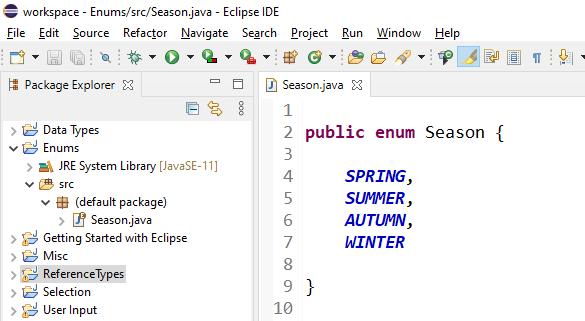 workspace - Enums/src/Season.java - Eclipse IDE
File Edit Source Refactor Navigate Search Project Run Window Help
Package Explorer
Data Types
Enums
JRE System Library [JavaSE-11]
src
(default package)
Season.java
Getting Started with Eclipse
Misc
ReferenceTypes
Selection
User Input
Season.java
1
2 public enum Season {
3
4 SPRING,
5 SUMMER,
6 AUTUMN,
7 WINTER
8
9 }
10